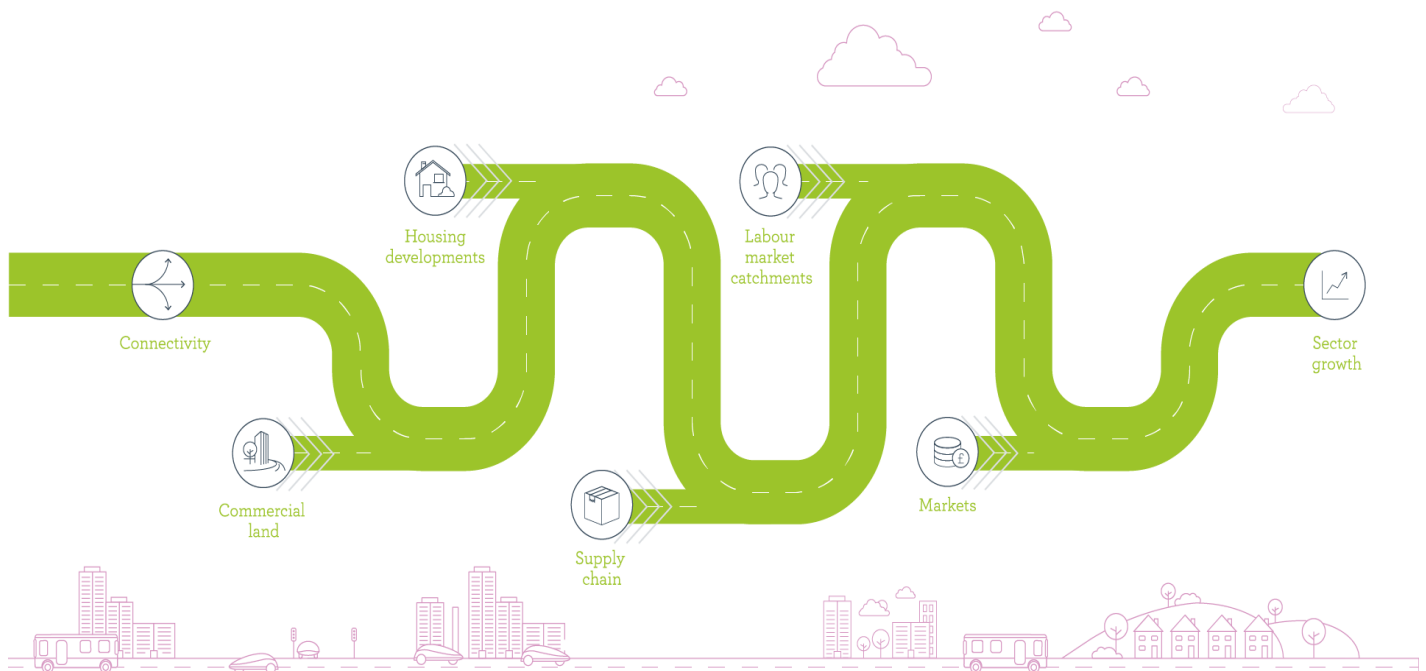 Connectivity
Commercial
land
Housing
developments
Supply
chain
Labour
market
catchments
Markets
£
Sector
growth